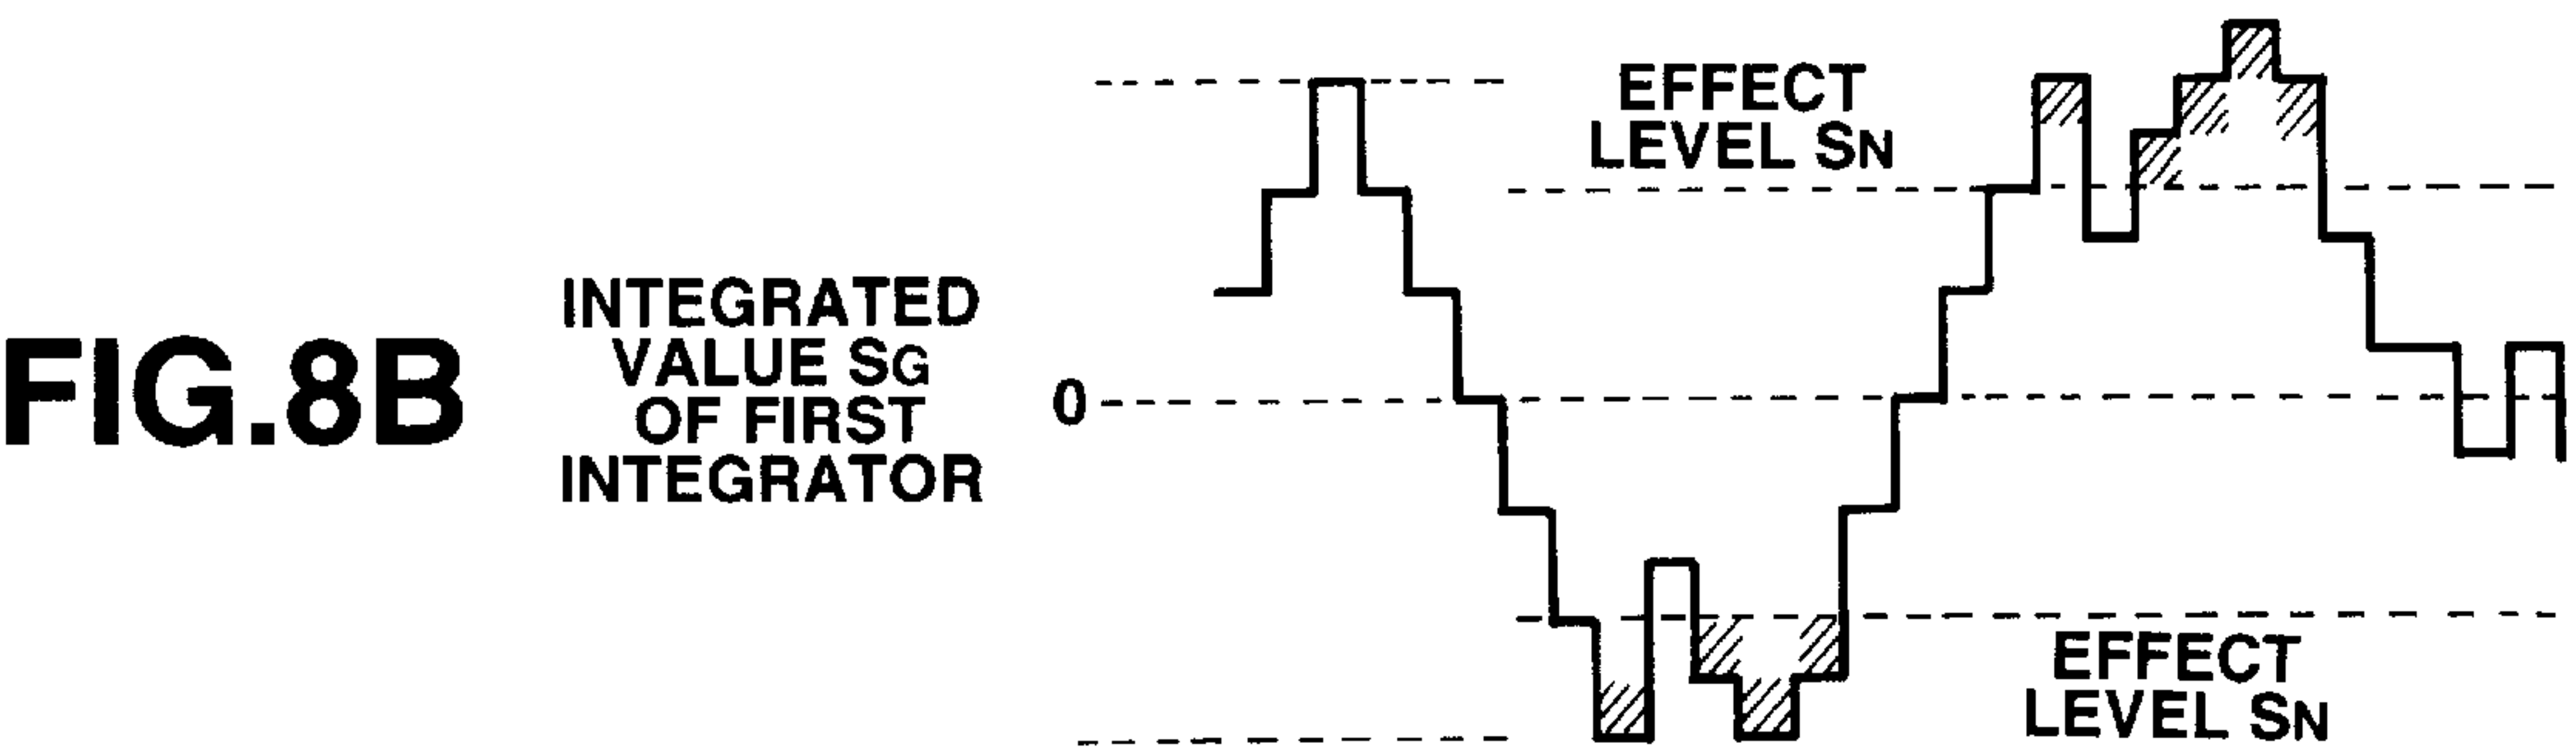 FIG.8B
INTEGRATED
VALUE SG
OF FIRST
INTEGRATOR
0
EFFECT
LEVEL SN
EFFECT
LEVEL SN